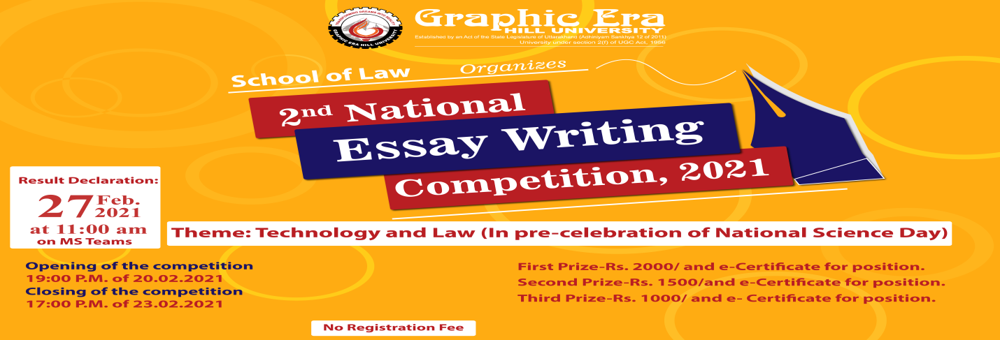 TRANSFORMING DREAMS INTO REALITY
GRAPHIC ERA HILL UNIVERSITY
Graphic Era
HILL UNIVERSITY
Established by an Act of the State Legislature of Uttarakhand (Adhiniyam Sankhya 12 of 2011)
University under section 2(f) of UGC Act, 1956
School of Law Organizes
2nd National
Essay Writing
Competition, 2021
Result Declaration:
27 Feb. 2021
at 11:00 am
on MS Teams
Theme: Technology and Law (In pre-celebration of National Science Day)
Opening of the competition
19:00 P.M. of 20.02.2021
Closing of the competition
17:00 P.M. of 23.02.2021
First Prize-Rs. 2000/ and e-Certificate for position.
Second Prize-Rs. 1500/and e-Certificate for position.
Third Prize-Rs. 1000/ and e- Certificate for position.
No Registration Fee